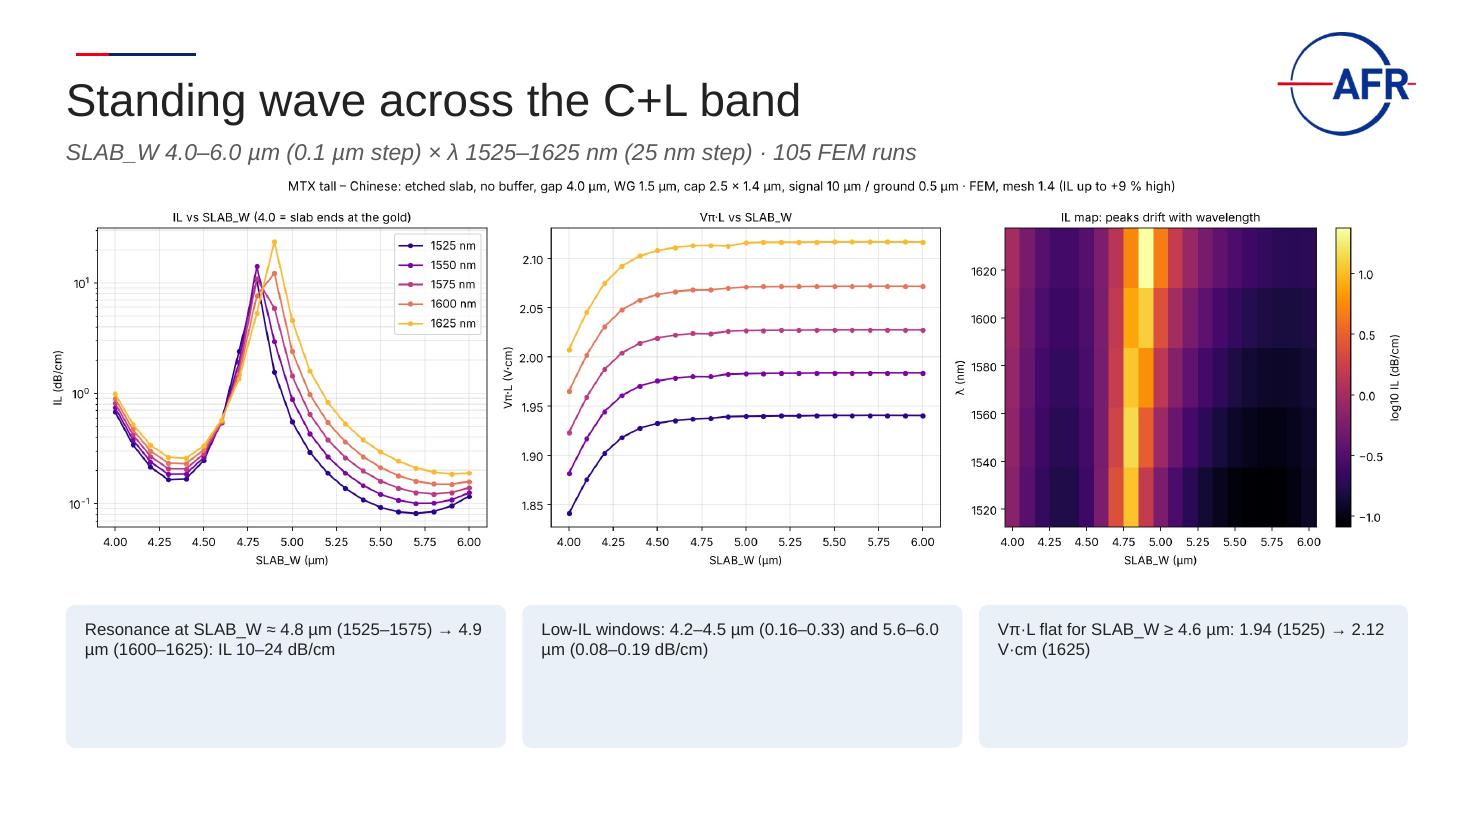 AFR
Standing wave across the C+L band
SLAB_W 4.0–6.0 µm (0.1 µm step) × λ 1525–1625 nm (25 nm step) · 105 FEM runs
MTX tall – Chinese: etched slab, no buffer, gap 4.0 µm, WG 1.5 µm, cap 2.5 × 1.4 µm, signal 10 µm / ground 0.5 µm · FEM, mesh 1.4 (IL up to +9 % high)
IL vs SLAB_W (4.0 = slab ends at the gold)
1525 nm
1550 nm
1575 nm
1600 nm
1625 nm
10¹
10⁰
10⁻¹
IL (dB/cm)
4.00 4.25 4.50 4.75 5.00 5.25 5.50 5.75 6.00
SLAB_W (µm)
Vπ·L vs SLAB_W
2.10
2.05
2.00
1.95
1.90
1.85
Vπ·L (V·cm)
4.00 4.25 4.50 4.75 5.00 5.25 5.50 5.75 6.00
SLAB_W (µm)
IL map: peaks drift with wavelength
1620
1600
1580
1560
1540
1520
λ (nm)
4.00 4.25 4.50 4.75 5.00 5.25 5.50 5.75 6.00
SLAB_W (µm)
1.0
0.5
0.0
−0.5
−1.0
log10 IL (dB/cm)
Resonance at SLAB_W ≈ 4.8 µm (1525–1575) → 4.9
µm (1600–1625): IL 10–24 dB/cm
Low-IL windows: 4.2–4.5 µm (0.16–0.33) and 5.6–6.0
µm (0.08–0.19 dB/cm)
Vπ·L flat for SLAB_W ≥ 4.6 µm: 1.94 (1525) → 2.12
V·cm (1625)